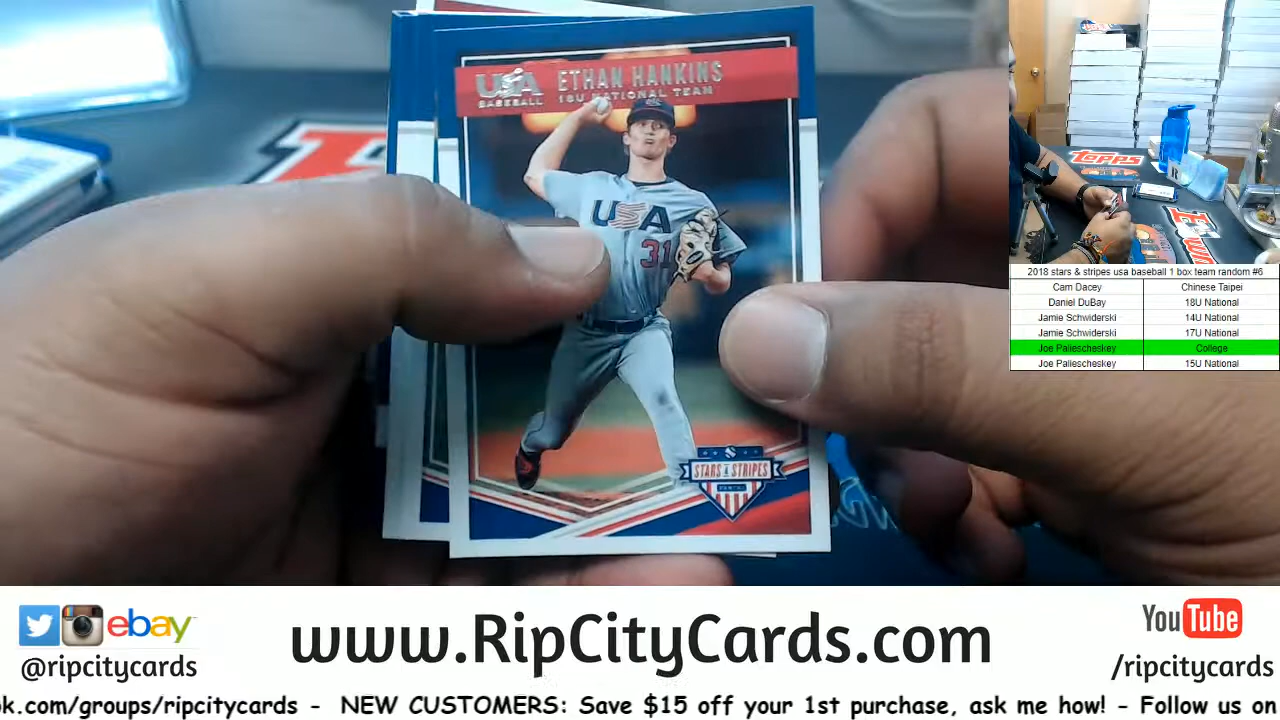 USA BASEBALL
ETHAN HANKINS
18U NATIONAL TEAM
USA
31
STARS & STRIPES
PANINI
Topps
2018 stars & stripes usa baseball 1 box team random #6
Cam Dacey Chinese Taipei
Daniel DuBay 18U National
Jamie Schwiderski 14U National
Jamie Schwiderski 17U National
Joe Paliescheskey College
Joe Paliescheskey 15U National
ebay
@ripcitycards
www.RipCityCards.com
YouTube
/ripcitycards
ok.com/groups/ripcitycards - NEW CUSTOMERS: Save $15 off your 1st purchase, ask me how! - Follow us on